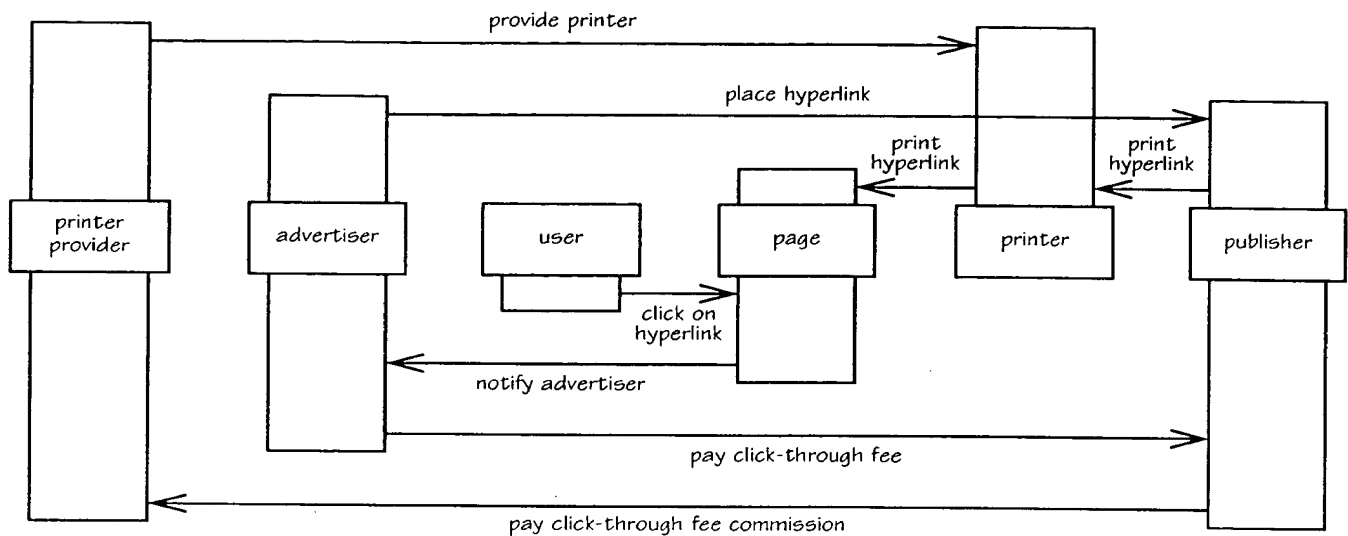 provide printer
place hyperlink
print
hyperlink
print
hyperlink
printer
provider
advertiser
user
page
printer
publisher
click on
hyperlink
notify advertiser
pay click-through fee
pay click-through fee commission